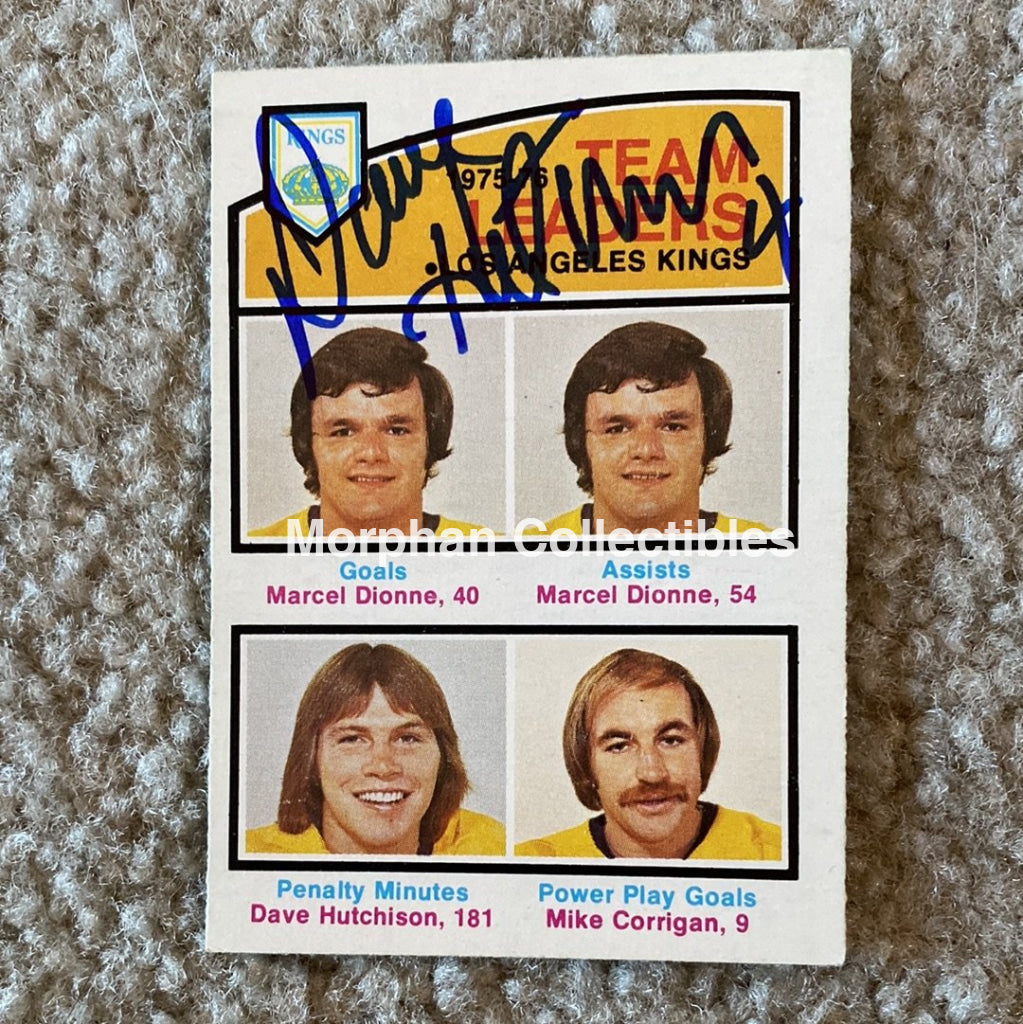 KINGS
1975-76 TEAM
LEADERS
LOS ANGELES KINGS
Morphan Collectibles
Goals
Marcel Dionne, 40
Assists
Marcel Dionne, 54
Penalty Minutes
Dave Hutchison, 181
Power Play Goals
Mike Corrigan, 9